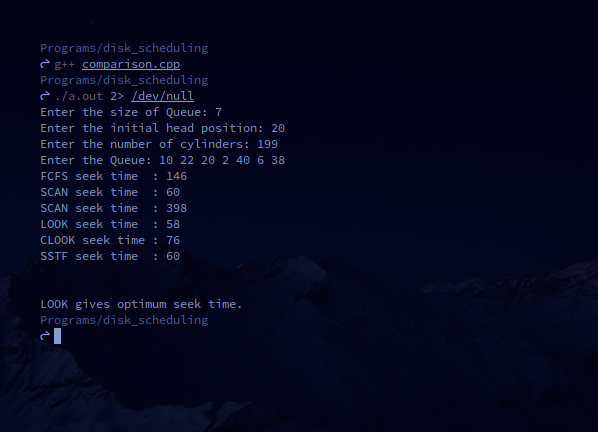 Programs/disk_scheduling
g++ comparison.cpp
Programs/disk_scheduling
./a.out 2> /dev/null
Enter the size of Queue: 7
Enter the initial head position: 20
Enter the number of cylinders: 199
Enter the Queue: 10 22 20 2 40 6 38
FCFS seek time  : 146
SCAN seek time  : 60
SCAN seek time  : 398
LOOK seek time  : 58
CLOOK seek time : 76
SSTF seek time  : 60
LOOK gives optimum seek time.
Programs/disk_scheduling